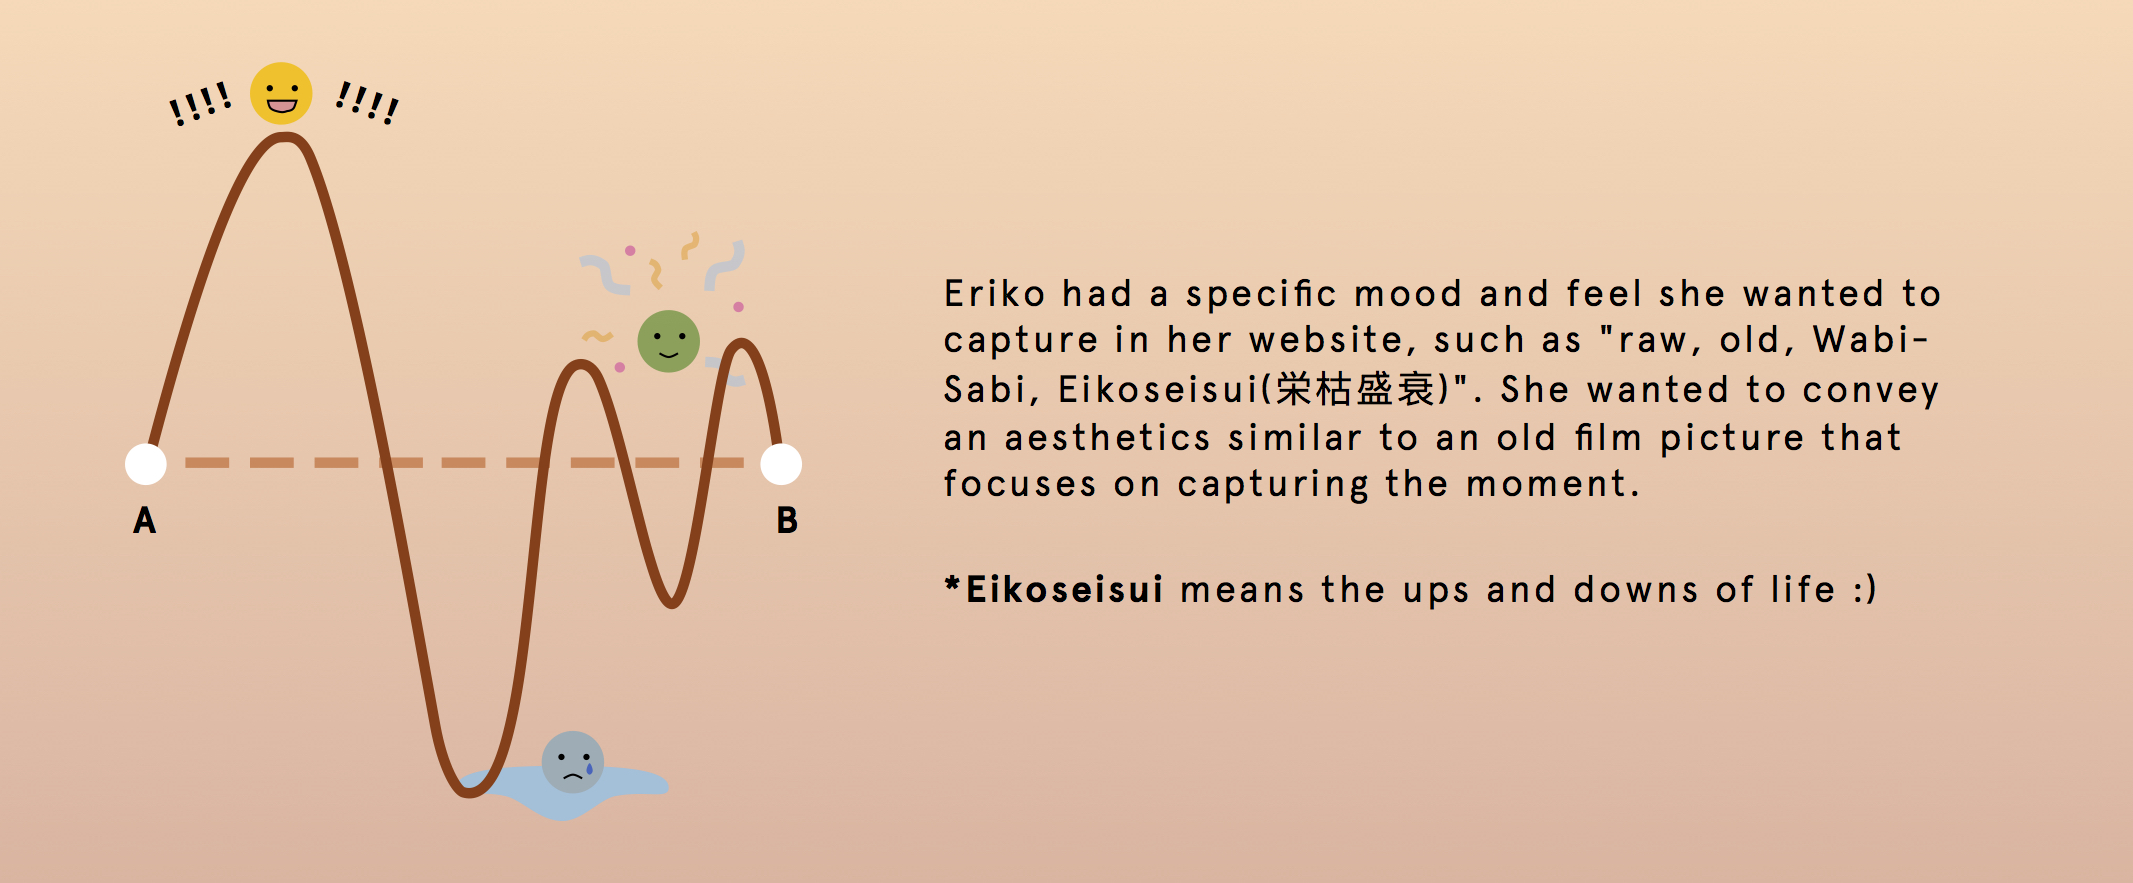 !!!! !!!!
A
B
Eriko had a specific mood and feel she wanted to
capture in her website, such as "raw, old, Wabi-
Sabi, Eikoseisui(栄枯盛衰)". She wanted to convey
an aesthetics similar to an old film picture that
focuses on capturing the moment.
*Eikoseisui means the ups and downs of life :)